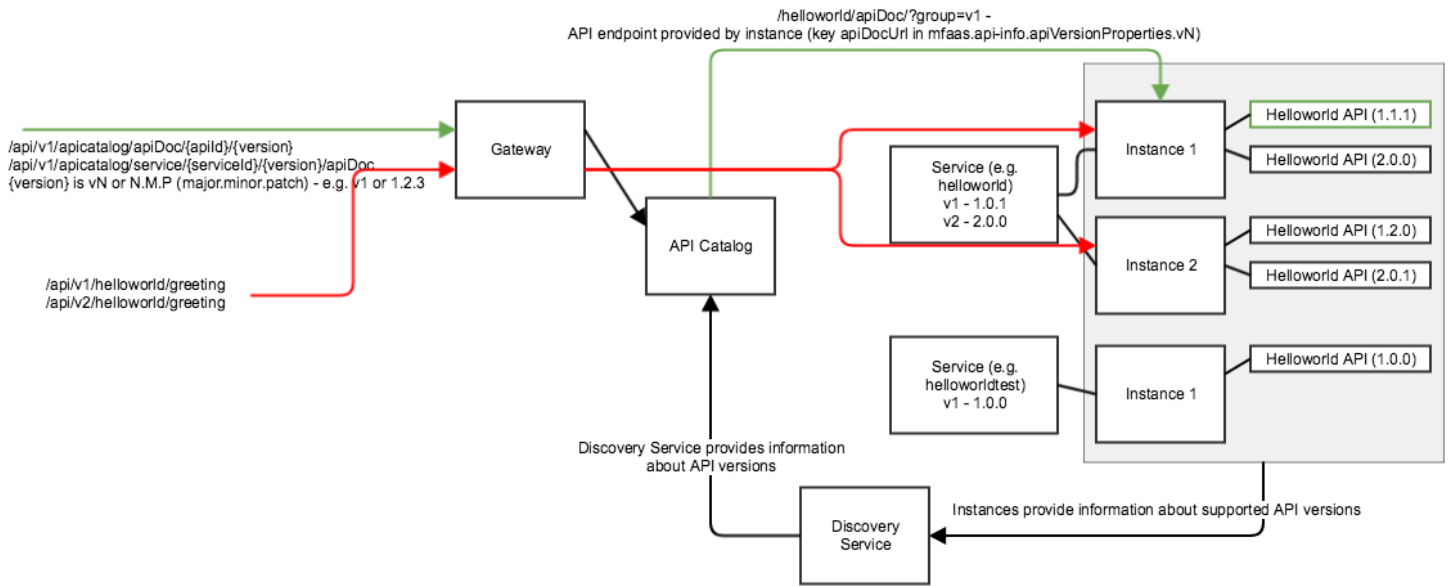 /helloworld/apiDoc/?group=v1 -
API endpoint provided by instance (key apiDocUrl in mfaas.api-info.apiVersionProperties.vN)
/api/v1/apicatalog/apiDoc/{apiId}/{version}
/api/v1/apicatalog/service/{serviceId}/{version}/apiDoc
{version} is vN or N.M.P (major.minor.patch) - e.g. v1 or 1.2.3
/api/v1/helloworld/greeting
/api/v2/helloworld/greeting
Gateway
API Catalog
Service (e.g.
helloworld)
v1 - 1.0.1
v2 - 2.0.0
Instance 1
Helloworld API (1.1.1)
Helloworld API (2.0.0)
Instance 2
Helloworld API (1.2.0)
Helloworld API (2.0.1)
Service (e.g.
helloworldtest)
v1 - 1.0.0
Instance 1
Helloworld API (1.0.0)
Discovery Service provides information
about API versions
Instances provide information about supported API versions
Discovery
Service